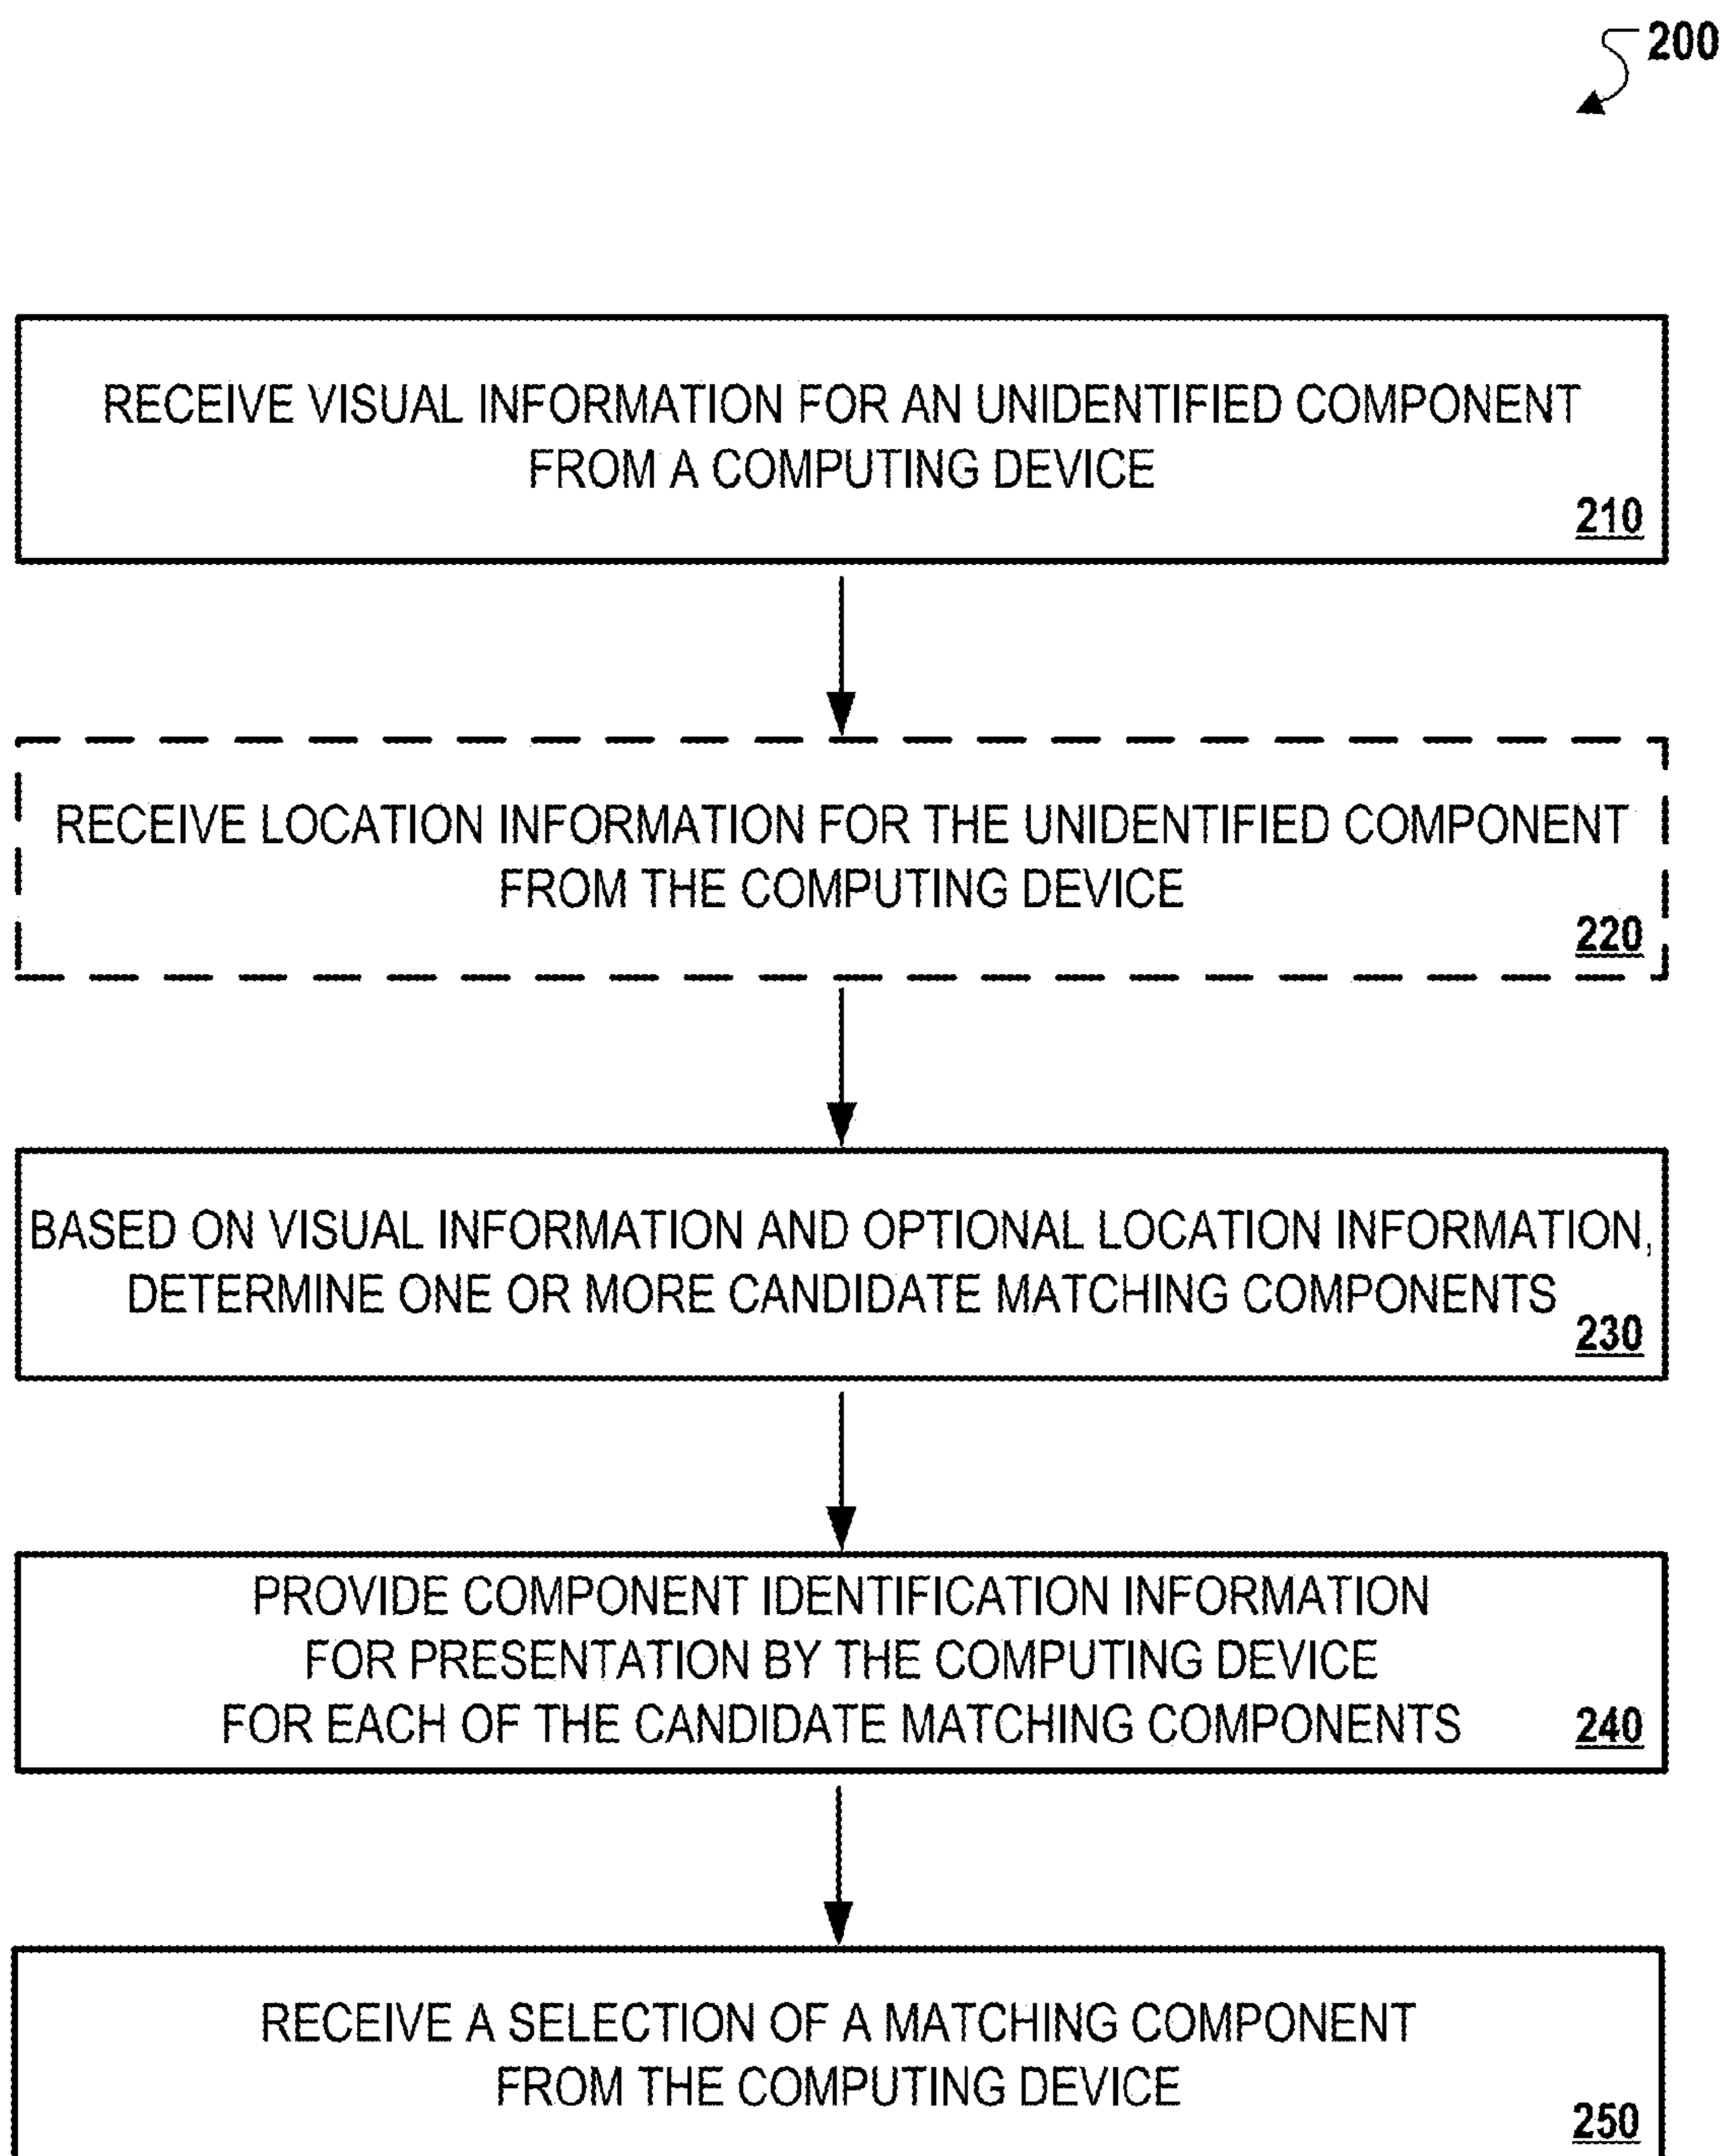 200
RECEIVE VISUAL INFORMATION FOR AN UNIDENTIFIED COMPONENT
FROM A COMPUTING DEVICE
210
RECEIVE LOCATION INFORMATION FOR THE UNIDENTIFIED COMPONENT
FROM THE COMPUTING DEVICE
220
BASED ON VISUAL INFORMATION AND OPTIONAL LOCATION INFORMATION,
DETERMINE ONE OR MORE CANDIDATE MATCHING COMPONENTS
230
PROVIDE COMPONENT IDENTIFICATION INFORMATION
FOR PRESENTATION BY THE COMPUTING DEVICE
FOR EACH OF THE CANDIDATE MATCHING COMPONENTS
240
RECEIVE A SELECTION OF A MATCHING COMPONENT
FROM THE COMPUTING DEVICE
250